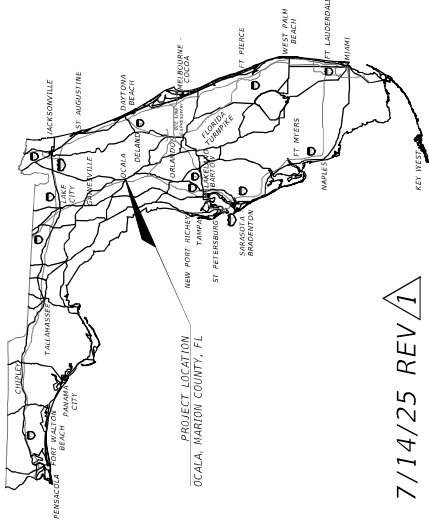 PENSACOLA
FORT WALTON
BEACH
CHIPLEY
PANAMA
CITY
TALLAHASSEE
LAKE
CITY
JACKSONVILLE
ST AUGUSTINE
GAINESVILLE
OCALA
DAYTONA
BEACH
DELAND
ORLANDO
MELBOURNE -
COCOA
FLORIDA
TURNPIKE
LAKELAND
BARTOW
NEW PORT RICHEY
TAMPA
ST PETERSBURG
SARASOTA
BRADENTON
FT PIERCE
WEST PALM
BEACH
FT LAUDERDALE
MIAMI
FT MYERS
NAPLES
KEY WEST
PROJECT LOCATION
OCALA, MARION COUNTY, FL
7/14/25 REV 1